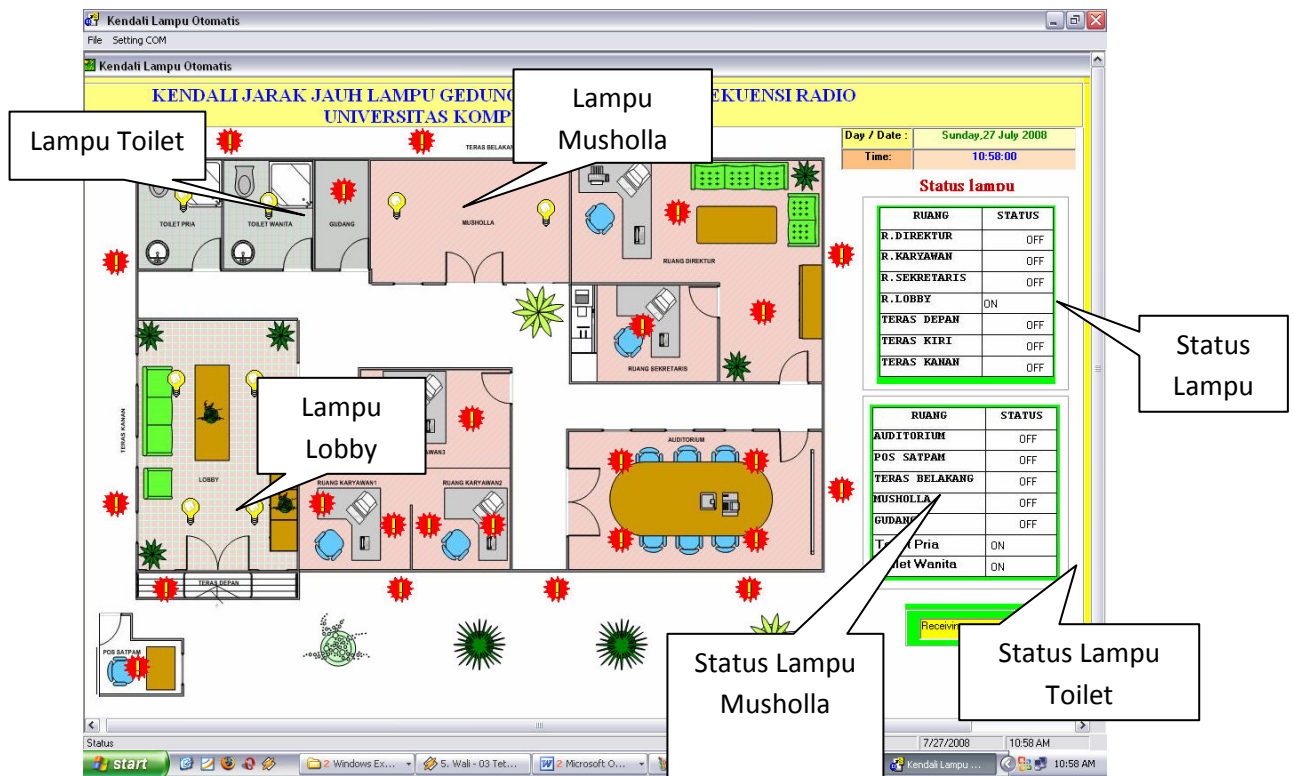 Kendali Lampu Otomatis
File Setting COM
Kendali Lampu Otomatis
KENDALI JARAK JAUH LAMPU GEDUNG EKUENSI RADIO
UNIVERSITAS KOMP
Lampu Toilet
Lampu
Musholla
Day / Date : Sunday,27 July 2008
Time: 10:58:00
Status lampu
RUANG STATUS
R.DIREKTUR OFF
R.KARYAWAN OFF
R.SEKRETARIS OFF
R.LOBBY ON
TERAS DEPAN OFF
TERAS KIRI OFF
TERAS KANAN OFF
RUANG STATUS
AUDITORIUM OFF
POS SATPAM OFF
TERAS BELAKANG OFF
MUSHOLLA OFF
GUDANG OFF
Toilet Pria ON
Toilet Wanita ON
Receivin
TERAS BELAKAN
TOILET PRIA
TOILET WANITA
GUDANG
MUSHOLLA
RUANG DIREKTUR
RUANG SEKRETARIS
TERAS KANAN
LOBBY
AWAN3
RUANG KARYAWAN1
RUANG KARYAWAN2
AUDITORIUM
TERAS DEPAN
POS SATPAM
Lampu
Lobby
Status
Lampu
Status Lampu
Musholla
Status Lampu
Toilet
Status 7/27/2008 10:58 AM
start 2 Windows Ex... 5. Wali - 03 Tet... 2 Microsoft O... Kendali Lampu ... 10:58 AM